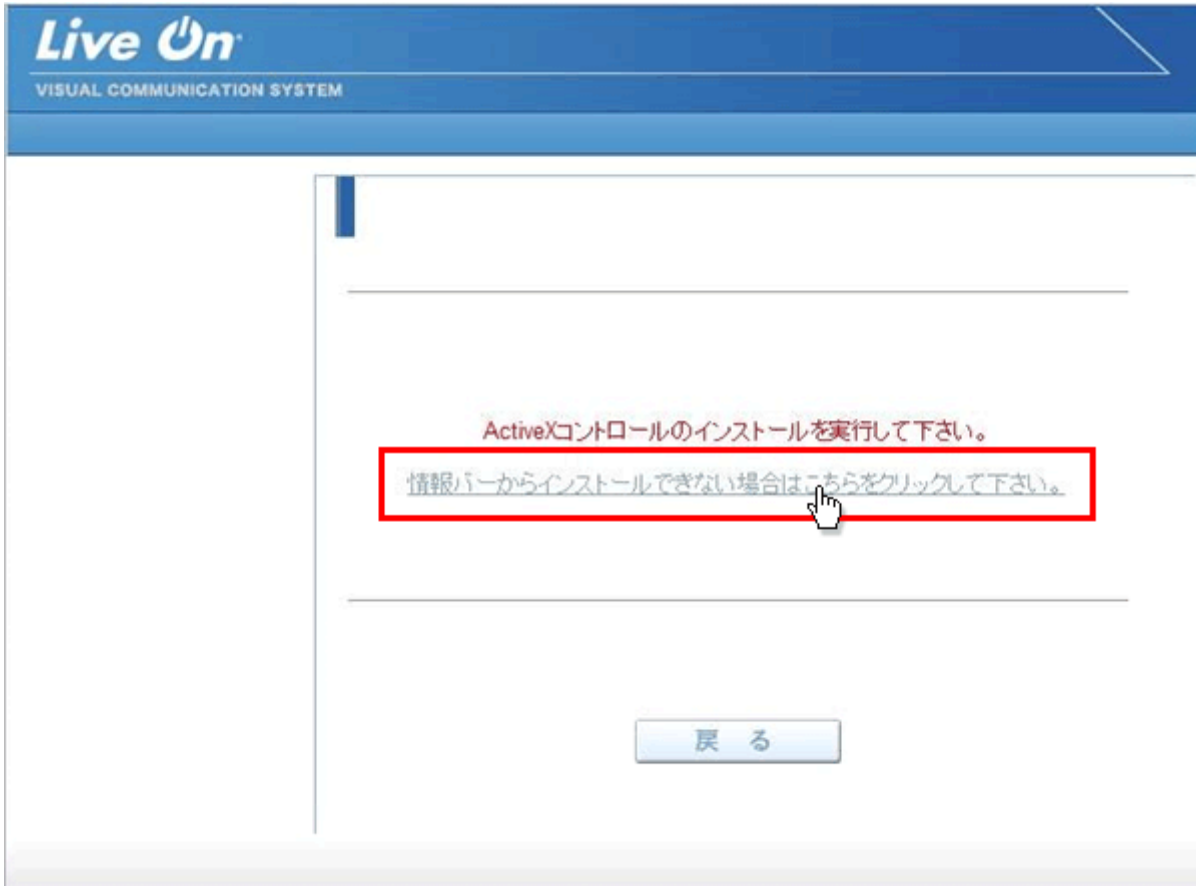 Live On
VISUAL COMMUNICATION SYSTEM
ActiveXコントロールのインストールを実行して下さい。
情報バーからインストールできない場合はこちらをクリックして下さい。
戻 る